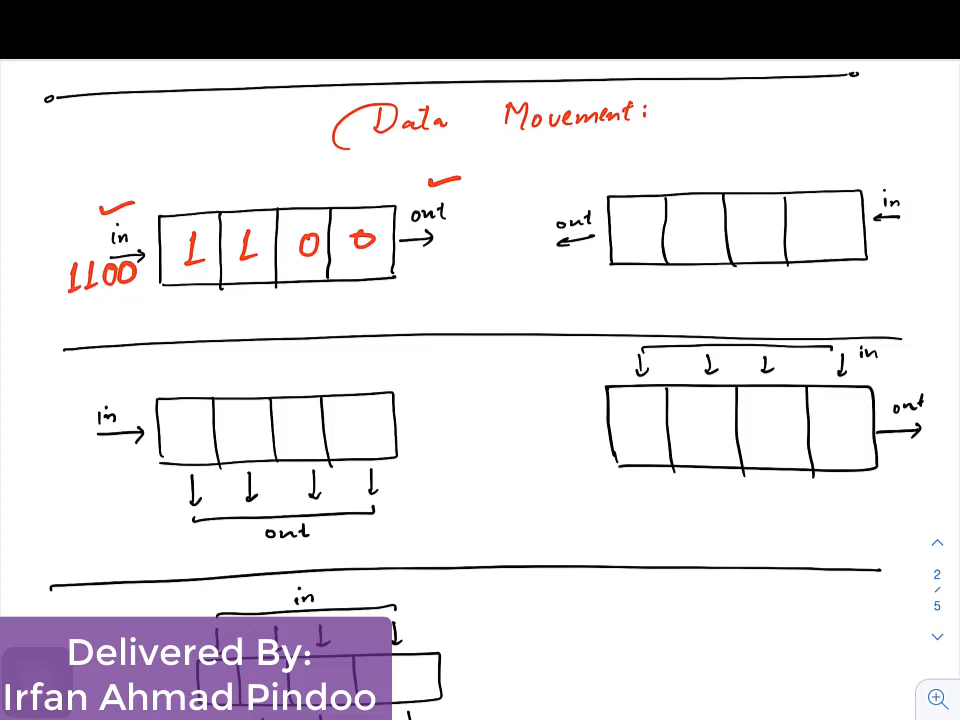 Data Movement:
in
1100
1 1 0 0
out
out
in
in
out
in
out
in
2
/
5
Delivered By:
Irfan Ahmad Pindoo